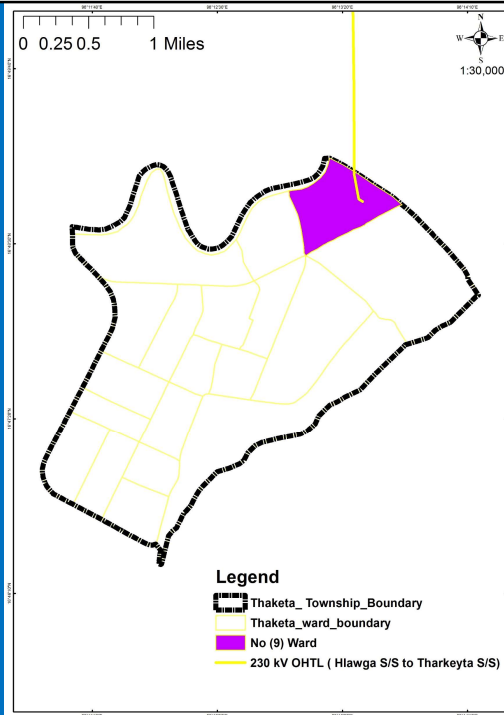 0 0.25 0.5 1 Miles
N
W E
S
1:30,000
Legend
Thaketa_ Township_Boundary
Thaketa_ward_boundary
No (9) Ward
230 kV OHTL ( Hlawga S/S to Tharkeyta S/S)